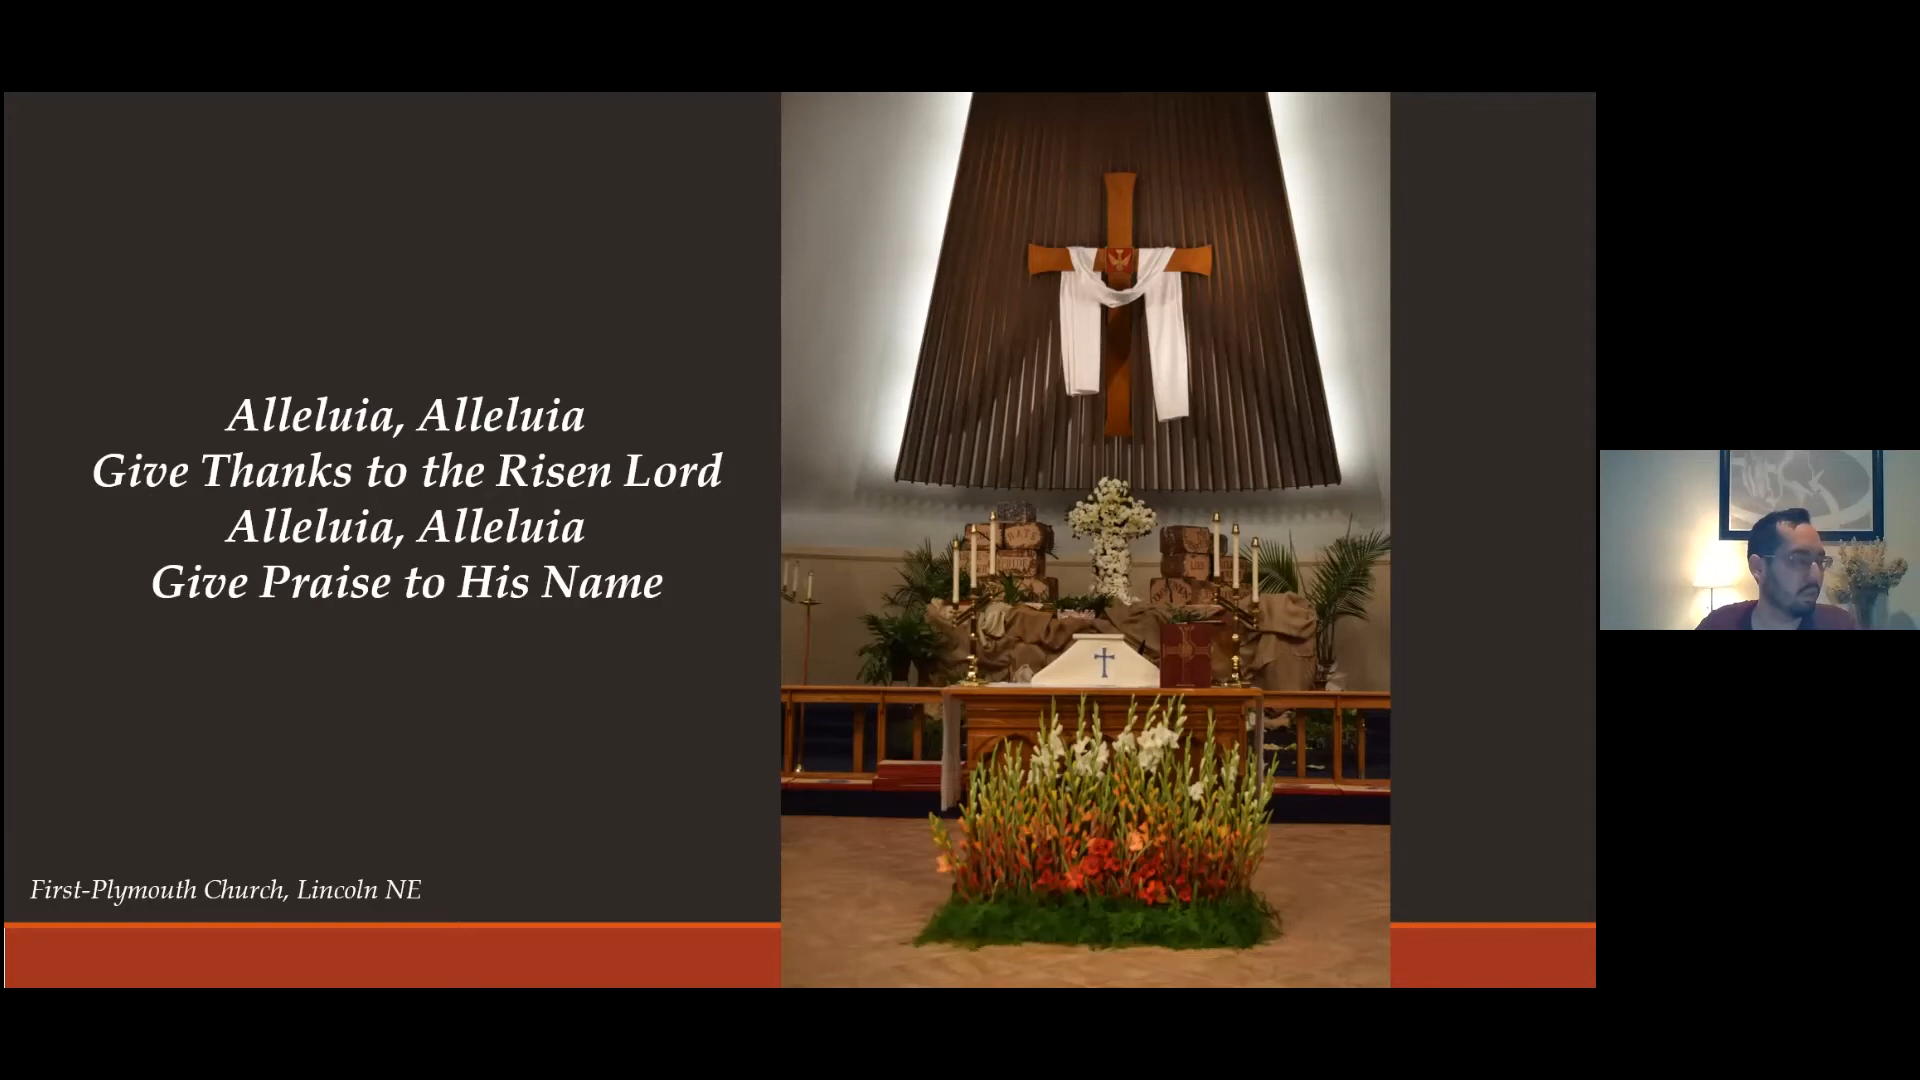 Alleluia, Alleluia
Give Thanks to the Risen Lord
Alleluia, Alleluia
Give Praise to His Name
First-Plymouth Church, Lincoln NE